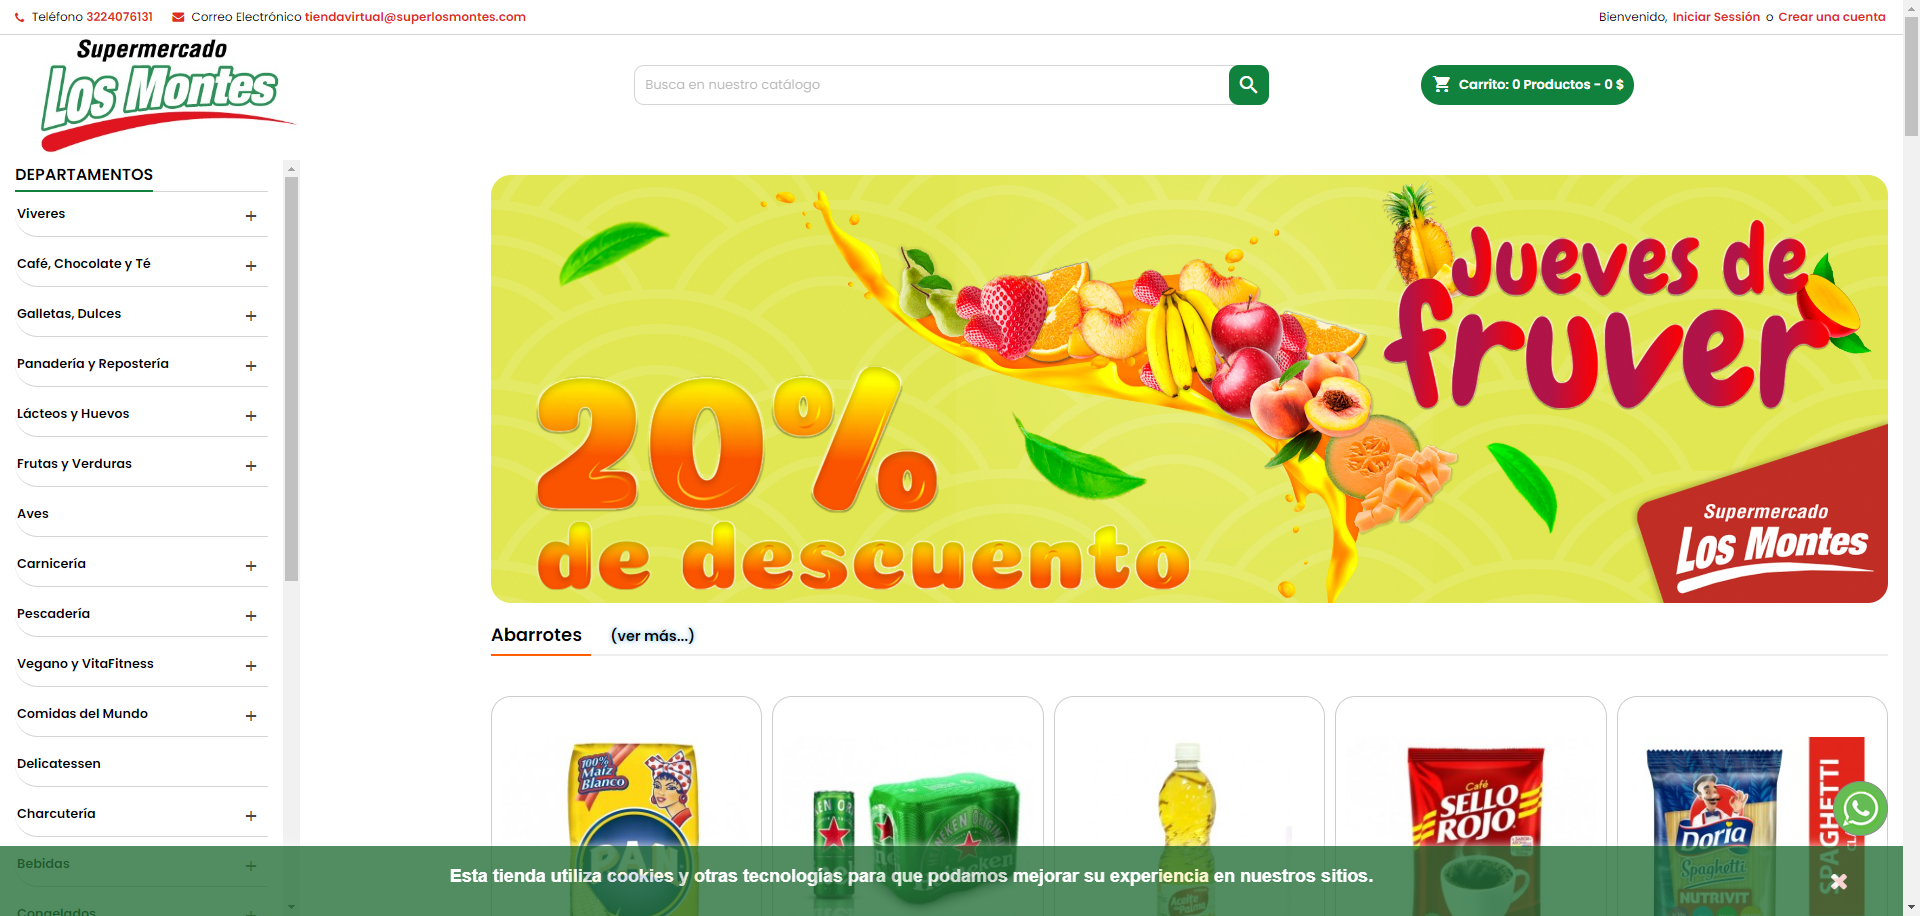 Teléfono 3224076131 Correo Electrónico tiendavirtual@superlosmontes.com
Bienvenido, Iniciar Sessión o Crear una cuenta
Supermercado
Los Montes
Busca en nuestro catálogo
Carrito: 0 Productos - 0 $
DEPARTAMENTOS
Viveres
Café, Chocolate y Té
Galletas, Dulces
Panadería y Repostería
Lácteos y Huevos
Frutas y Verduras
Aves
Carnicería
Pescadería
Vegano y VitaFitness
Comidas del Mundo
Delicatessen
Charcutería
Bebidas
Congelados
Jueves de
fruver
20%
de descuento
Supermercado
Los Montes
Abarrotes (ver más...)
100%
Maíz
Blanco
PAN
Heineken
Aceite
de Palma
Café
SELLO
ROJO
Doria
Spaghetti
NUTRIVIT
SPAGHETTI
Esta tienda utiliza cookies y otras tecnologías para que podamos mejorar su experiencia en nuestros sitios.